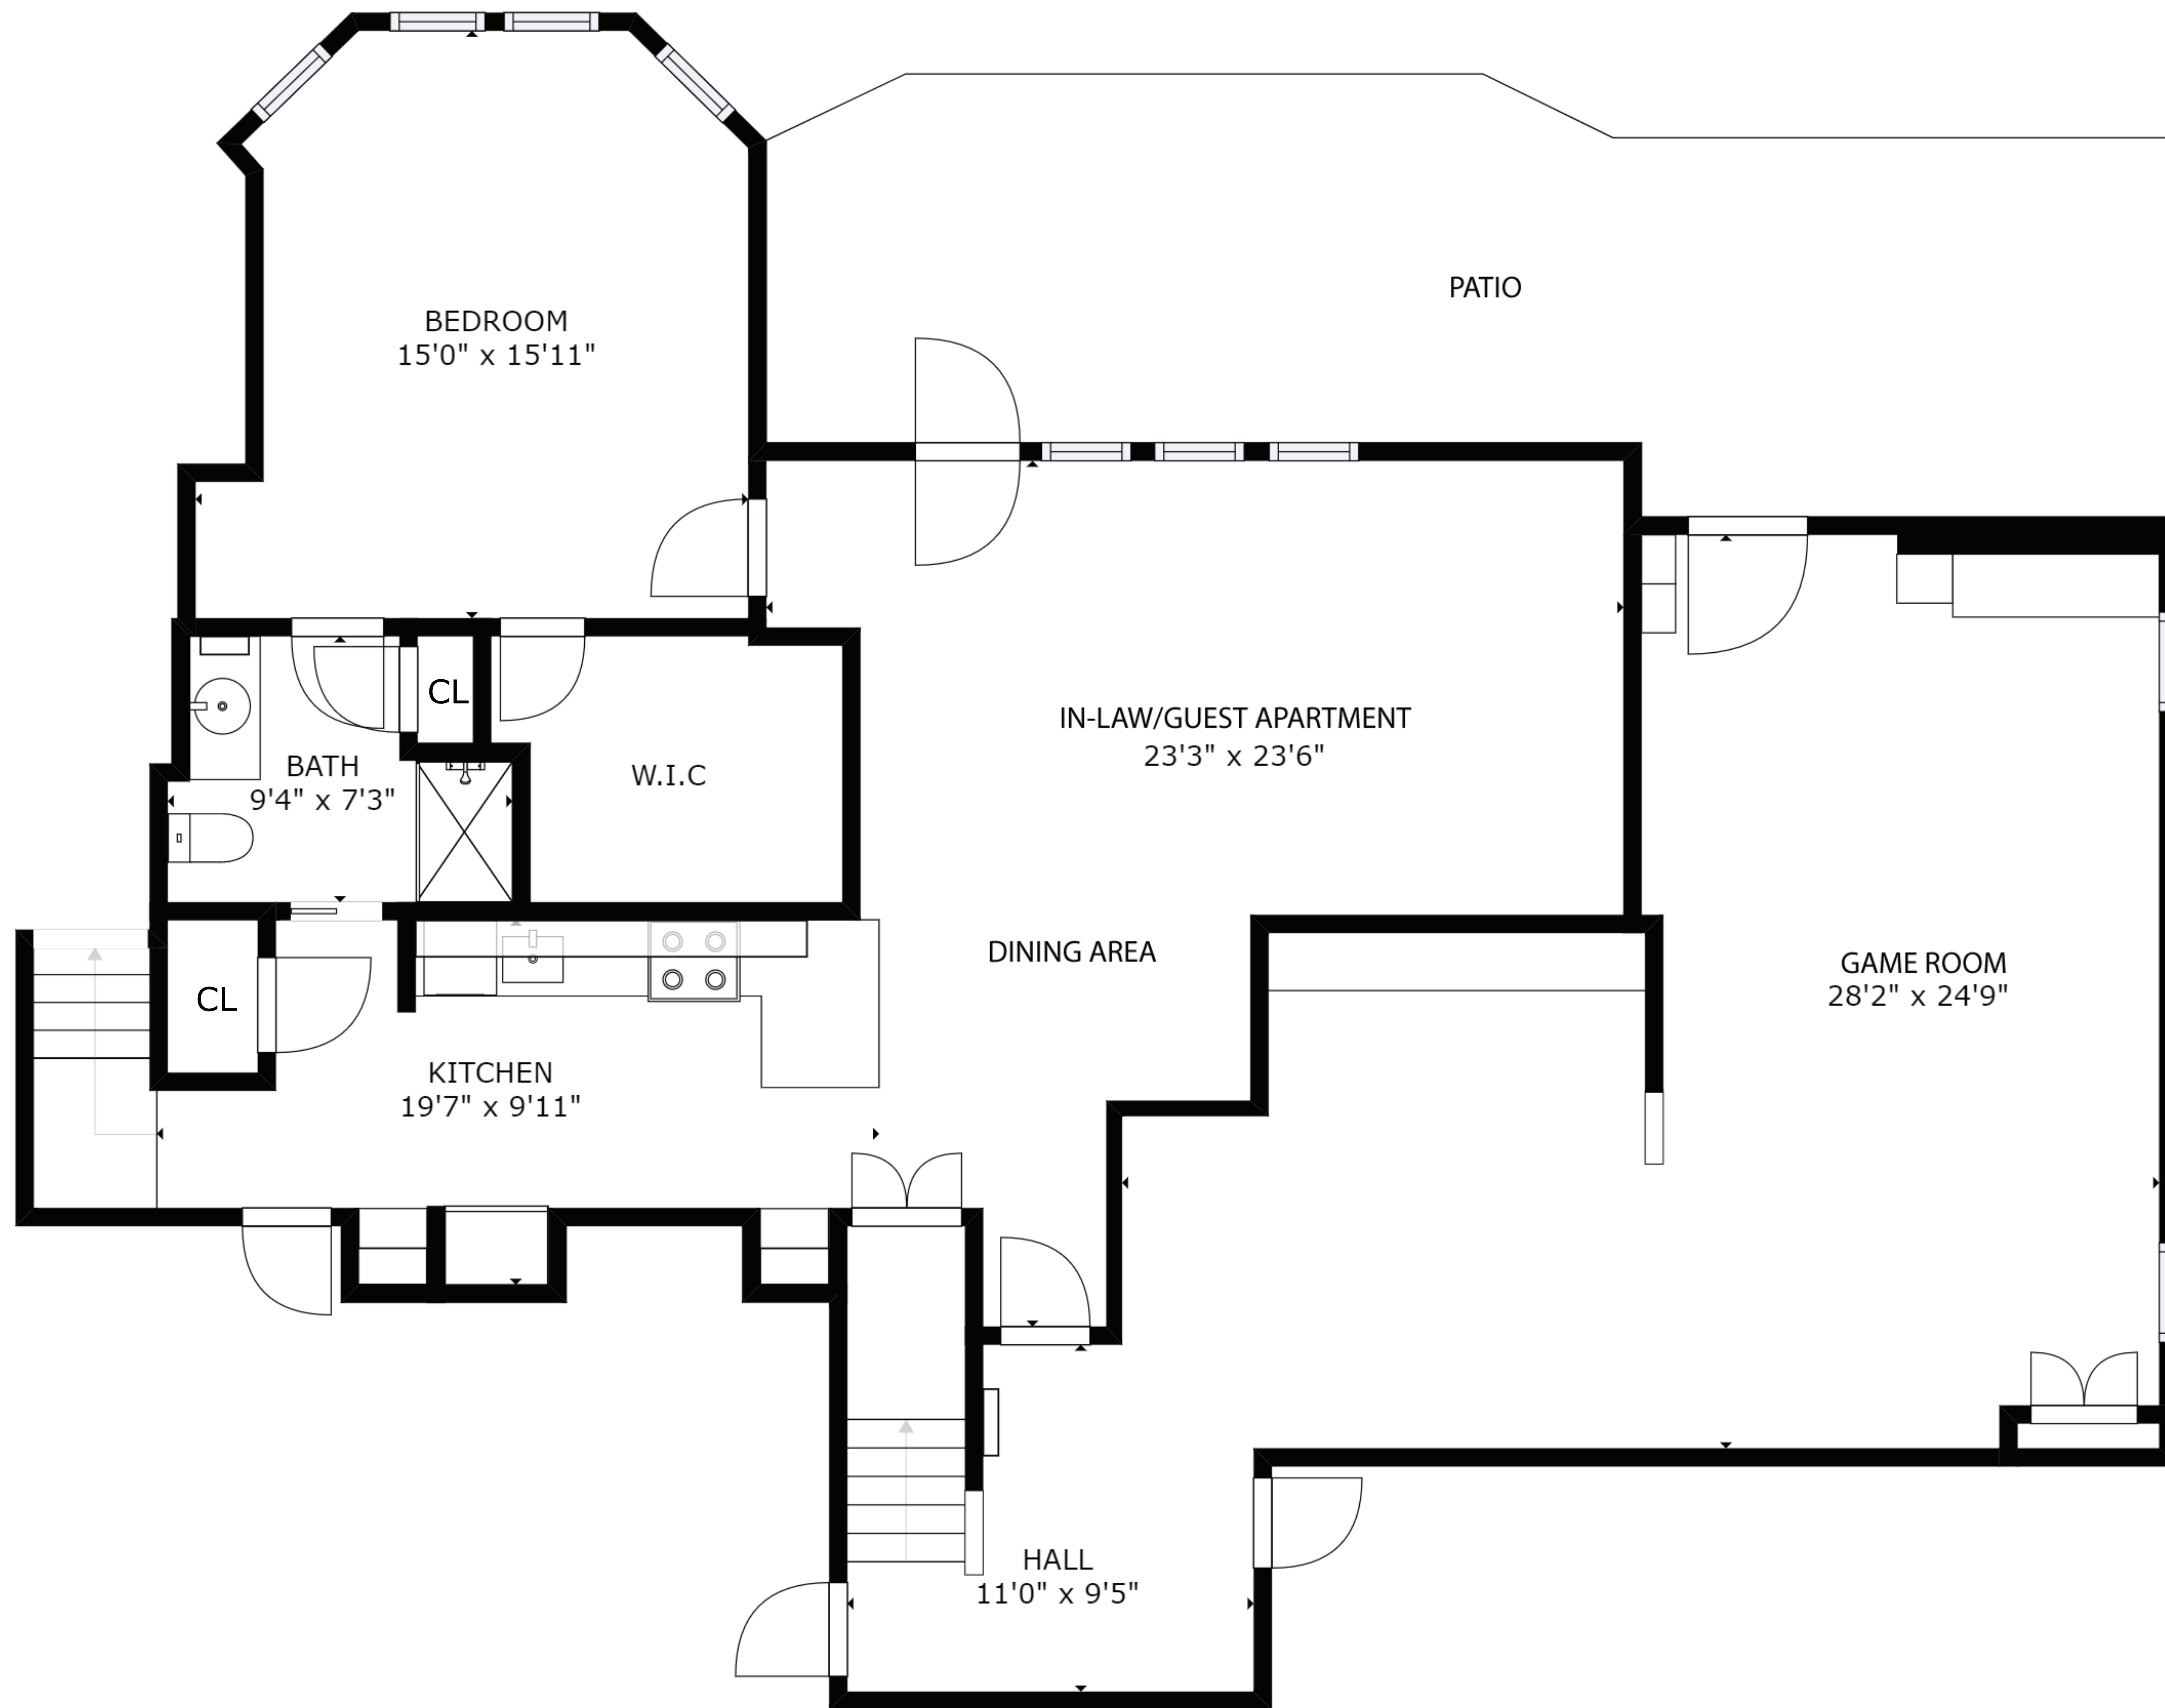 PATIO
BEDROOM
15'0" x 15'11"
IN-LAW/GUEST APARTMENT
23'3" x 23'6"
CL
BATH
9'4" x 7'3"
W.I.C
DINING AREA
GAME ROOM
28'2" x 24'9"
CL
KITCHEN
19'7" x 9'11"
HALL
11'0" x 9'5"